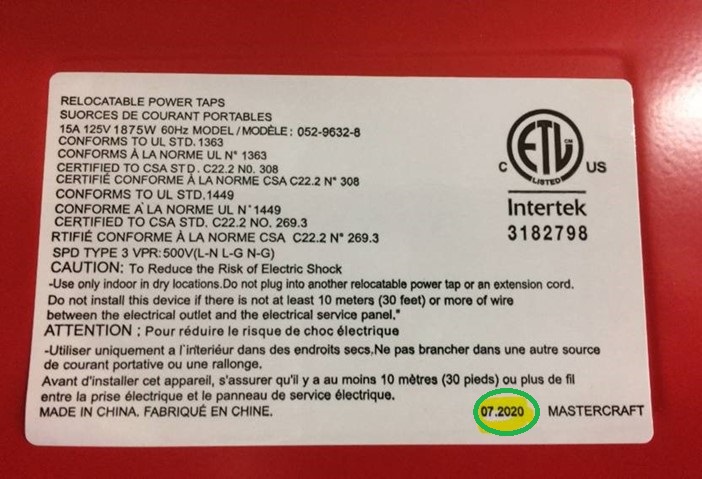 RELOCATABLE POWER TAPS
SUORCES DE COURANT PORTABLES
15A 125V 1875W 60Hz MODEL/MODÈLE: 052-9632-8
CONFORMS TO UL STD. 1363
CONFORMS À LA NORME UL N° 1363
CERTIFIED TO CSA STD. C22.2 N0. 308
CERTIFIÉ CONFORME À LA NORME CSA C22.2 N° 308
CONFORMS TO UL STD.1449
CONFORME A LA NORME UL N°1449
CERTIFIED TO CSA STD. C22.2 NO. 269.3
RTIFIÉ CONFORME À LA NORME CSA C22.2 N° 269.3
SPD TYPE 3 VPR:500V(L-N L-G N-G)
CAUTION: To Reduce the Risk of Electric Shock
-Use only indoor in dry locations.Do not plug into another relocatable power tap or an extension cord.
Do not install this device if there is not at least 10 meters (30 feet) or more of wire
between the electrical outlet and the electrical service panel."
ATTENTION : Pour réduire le risque de choc électrique
-Utiliser uniquement a l'interiéur dans des endroits secs.Ne pas brancher dans une autre source
de courant portative ou une rallonge.
Avant d'installer cet appareil, s'assurer qu'il y a au moins 10 mètres (30 pieds) ou plus de fil
entre la prise électrique et le panneau de service électrique.
MADE IN CHINA. FABRIQUÉ EN CHINE.
07.2020 MASTERCRAFT
ETL CM
C US
LISTED
Intertek
3182798